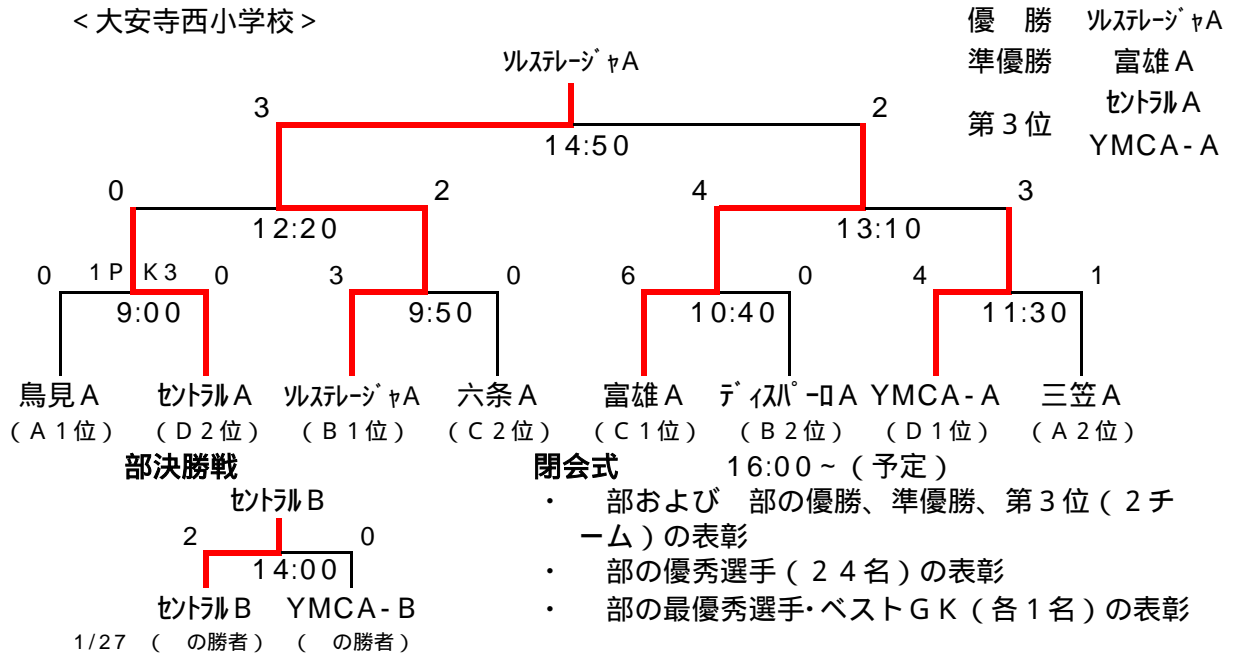 <大安寺西小学校>
優　勝　ソルステレージャA
準優勝　富雄A
第3位　セントラルA
YMCA-A
ソルステレージャA
3　2
14:50
0　2　4　3
12:20　13:10
0　1PK3　0　3　0　6　0　4　1
9:00　9:50　10:40　11:30
鳥見A　セントラルA　ソルステレージャA　六条A　富雄A　ディスパーロA　YMCA-A　三笠A
(A1位)　(D2位)　(B1位)　(C2位)　(C1位)　(B2位)　(D1位)　(A2位)
部決勝戦
セントラルB
2　0
14:00
セントラルB　YMCA-B
1/27　(　の勝者)　(　の勝者)
閉会式　16:00~(予定)
・　部および　部の優勝、準優勝、第3位(2チ
ーム)の表彰
・　部の優秀選手(24名)の表彰
・　部の最優秀選手・ベストGK(各1名)の表彰